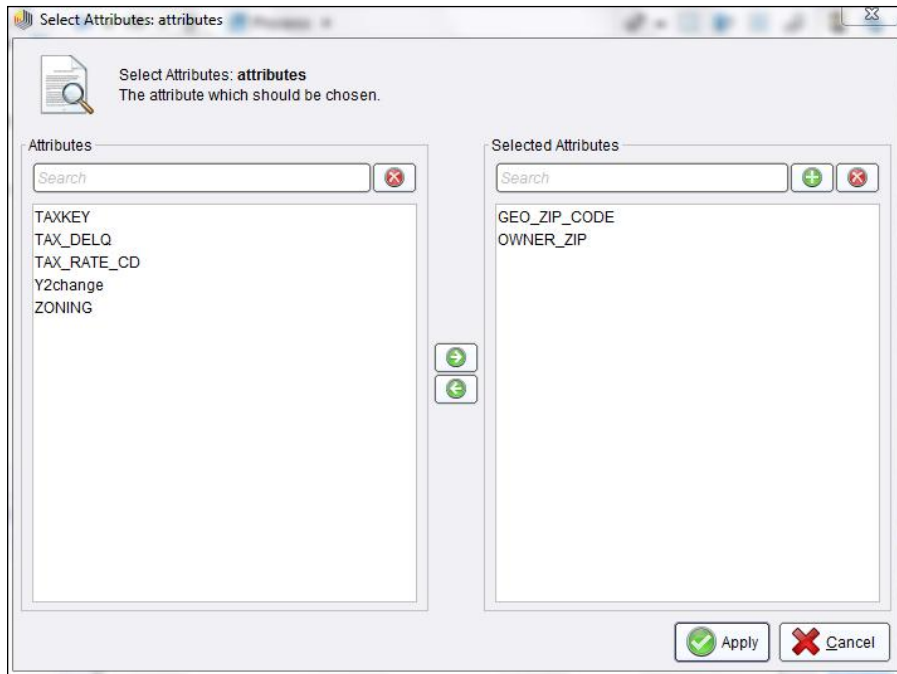 Select Attributes: attributes
Process
Select Attributes: attributes
The attribute which should be chosen.
Attributes
Search
TAXKEY
TAX_DELQ
TAX_RATE_CD
Y2change
ZONING
Selected Attributes
Search
GEO_ZIP_CODE
OWNER_ZIP
Apply
Cancel